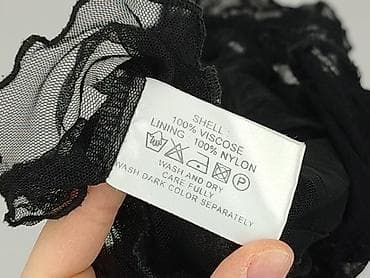 SHELL:
100% VISCOSE
LINING 100% NYLON
P
WASH AND DRY
CARE FULLY
WASH DARK COLOR SEPARATELY